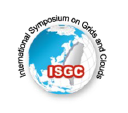 International Symposium on Grids and Clouds
ISGC